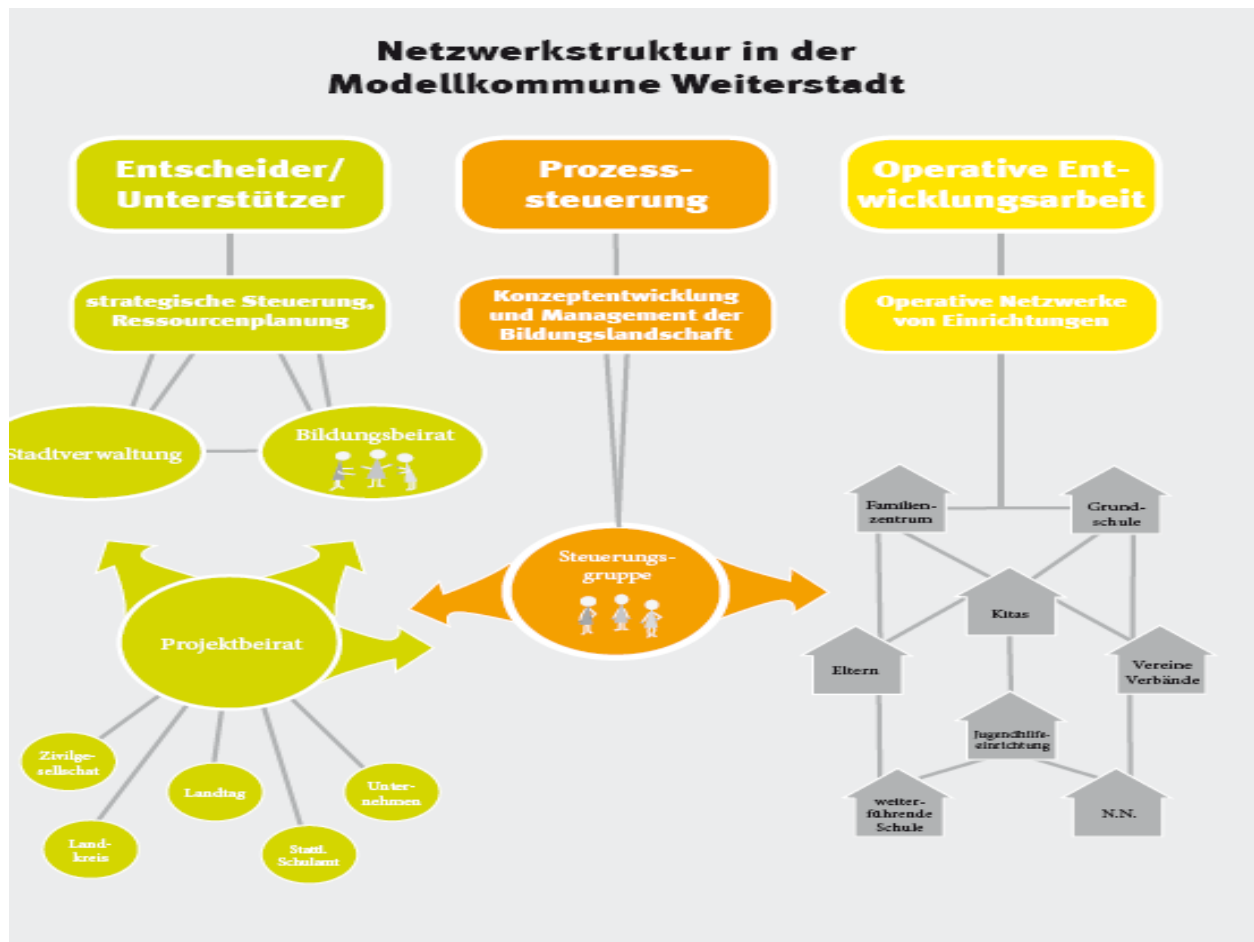 Netzwerkstruktur in der
Modellkommune Weiterstadt
Entscheider/
Unterstützer
strategische Steuerung,
Ressourcenplanung
Stadtverwaltung
Bildungsbeirat
Projektbeirat
Zivilge-
sellschat
Land-
kreis
Landtag
Stattl.
Schulamt
Unter-
nehmen
Prozess-
steuerung
Konzeptentwicklung
und Management der
Bildungslandschaft
Steuerungs-
gruppe
Operative Ent-
wicklungsarbeit
Operative Netzwerke
von Einrichtungen
Familien-
zentrum
Grund-
schule
Kitas
Eltern
Vereine
Verbände
Jugendhilfe-
einrichtung
weiter-
führende
Schule
N.N.